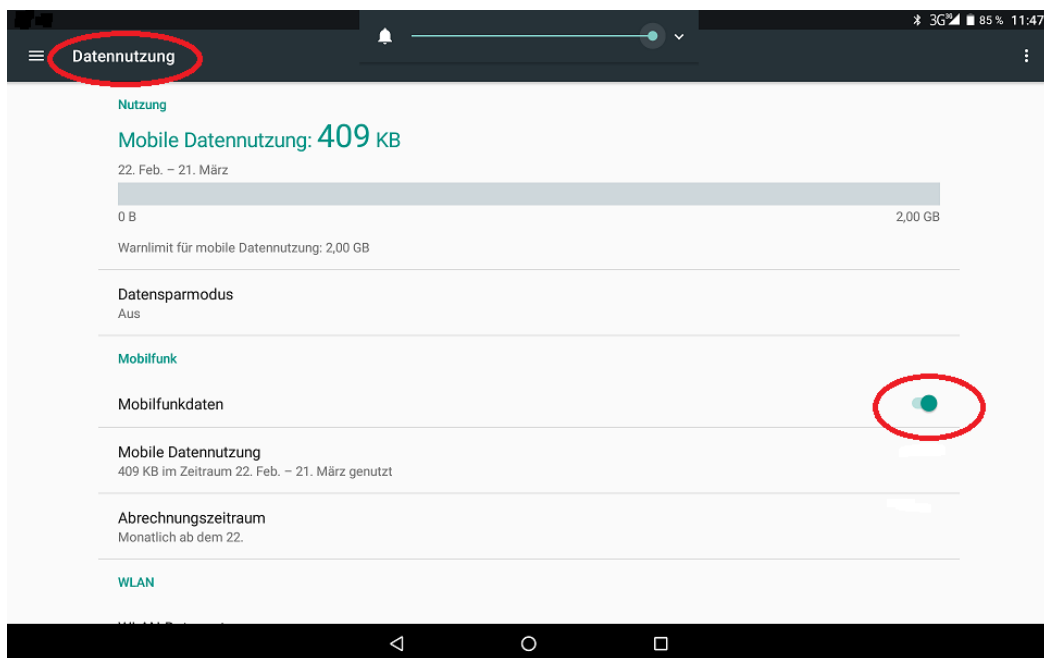 3G 85 % 11:47
Datennutzung
Nutzung
Mobile Datennutzung: 409 KB
22. Feb. – 21. März
0 B 2,00 GB
Warnlimit für mobile Datennutzung: 2,00 GB
Datensparmodus
Aus
Mobilfunk
Mobilfunkdaten
Mobile Datennutzung
409 KB im Zeitraum 22. Feb. – 21. März genutzt
Abrechnungszeitraum
Monatlich ab dem 22.
WLAN